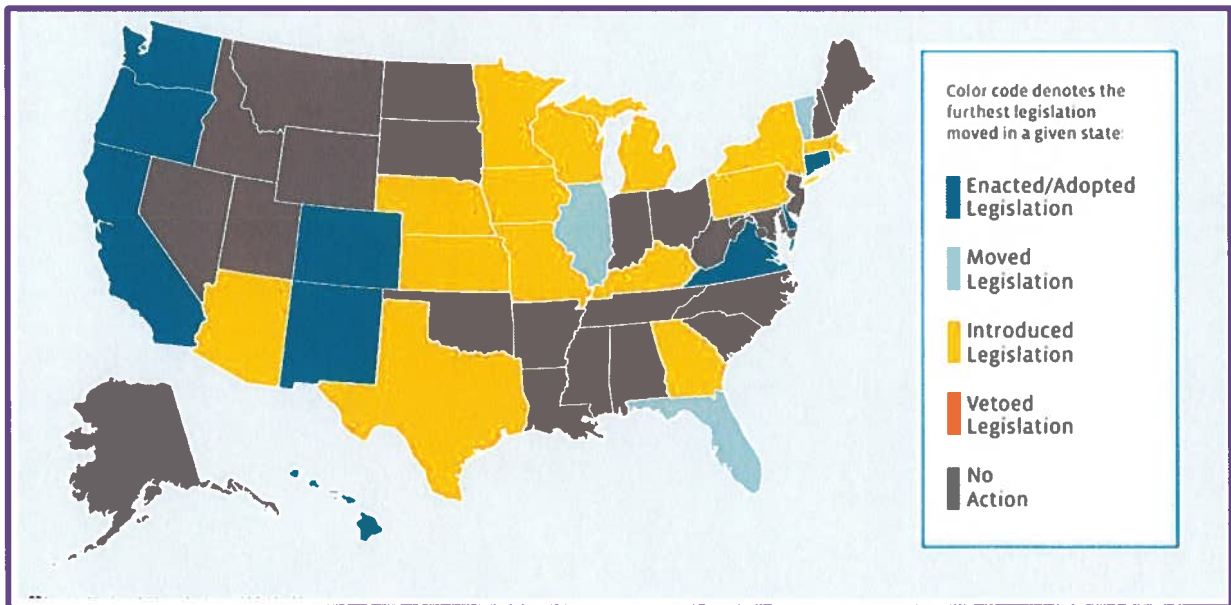 Color code denotes the
furthest legislation
moved in a given state:
Enacted/Adopted
Legislation
Moved
Legislation
Introduced
Legislation
Vetoed
Legislation
No
Action